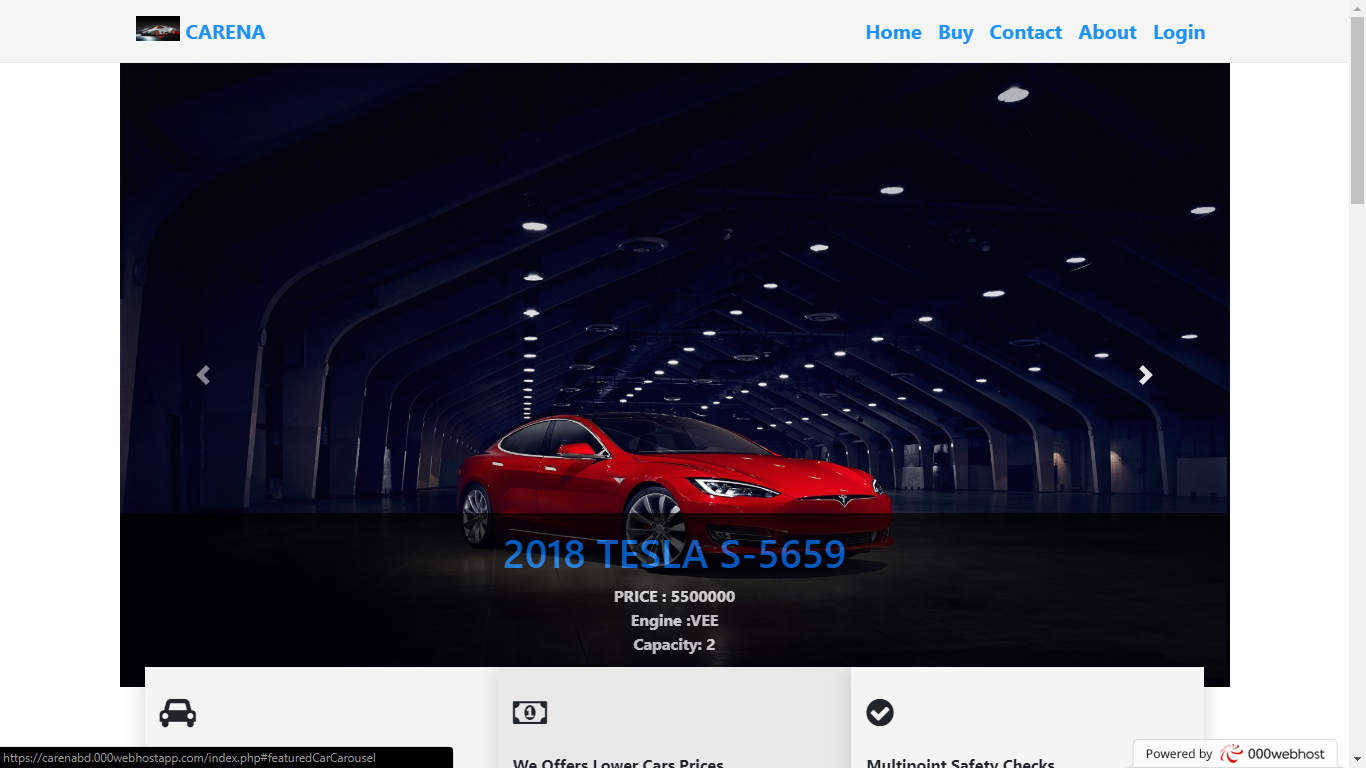 CARENA
Home Buy Contact About Login
2018 TESLA S-5659
PRICE : 5500000
Engine :VEE
Capacity: 2
1
We Offers Lower Cars Prices
Multipoint Safety Checks
https://carenabd.000webhostapp.com/index.php#featuredCarCarousel
Powered by 000webhost